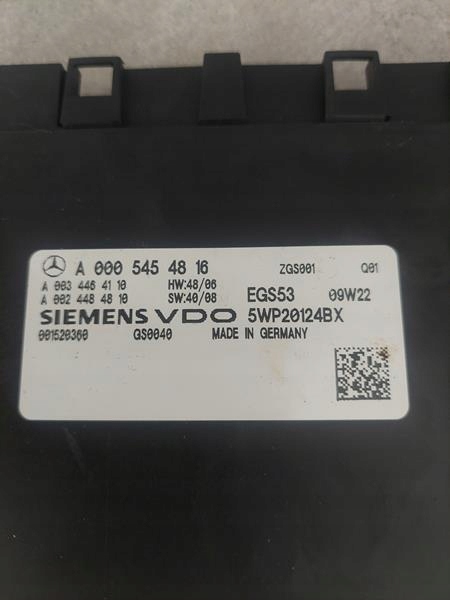 A 000 545 48 16 ZGS001 Q01
A 003 446 41 10 HW:48/06
A 002 448 48 10 SW:40/08 EGS53 09W22
SIEMENS VDO 5WP20124BX
001520360 GS0040 MADE IN GERMANY